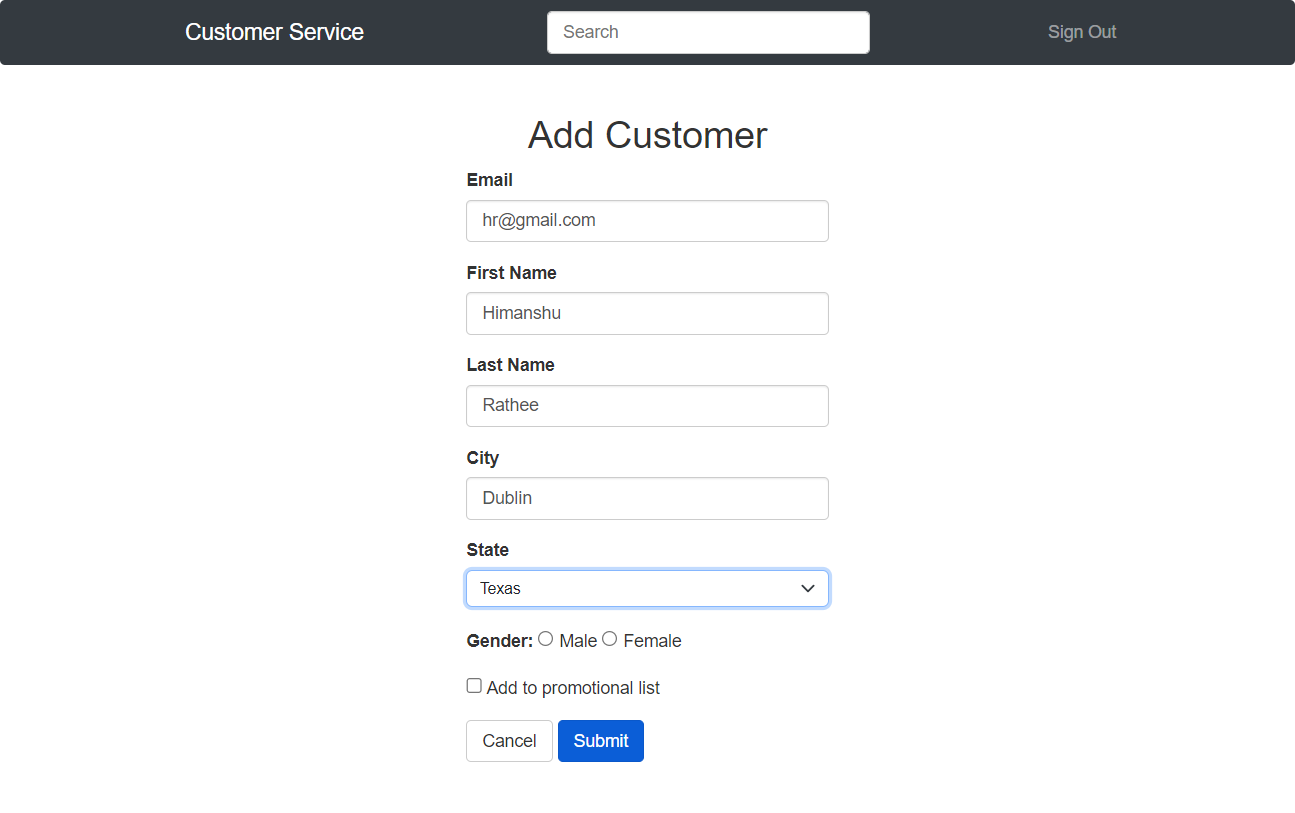 Customer Service Search Sign Out
Add Customer
Email
hr@gmail.com
First Name
Himanshu
Last Name
Rathee
City
Dublin
State
Texas
Gender: Male Female
Add to promotional list
Cancel Submit